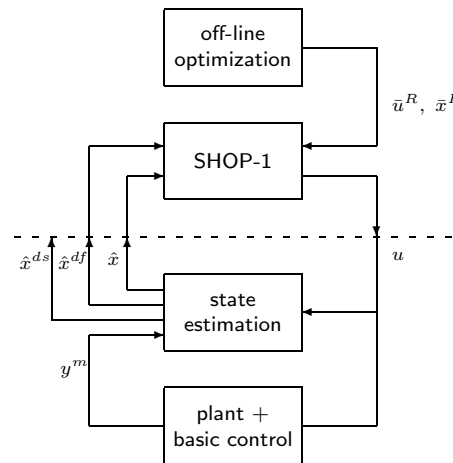 off-line
optimization
ū^R, x̄^
SHOP-1
x̂^{ds} x̂^{df} x̂ u
state
estimation
y^m
plant +
basic control